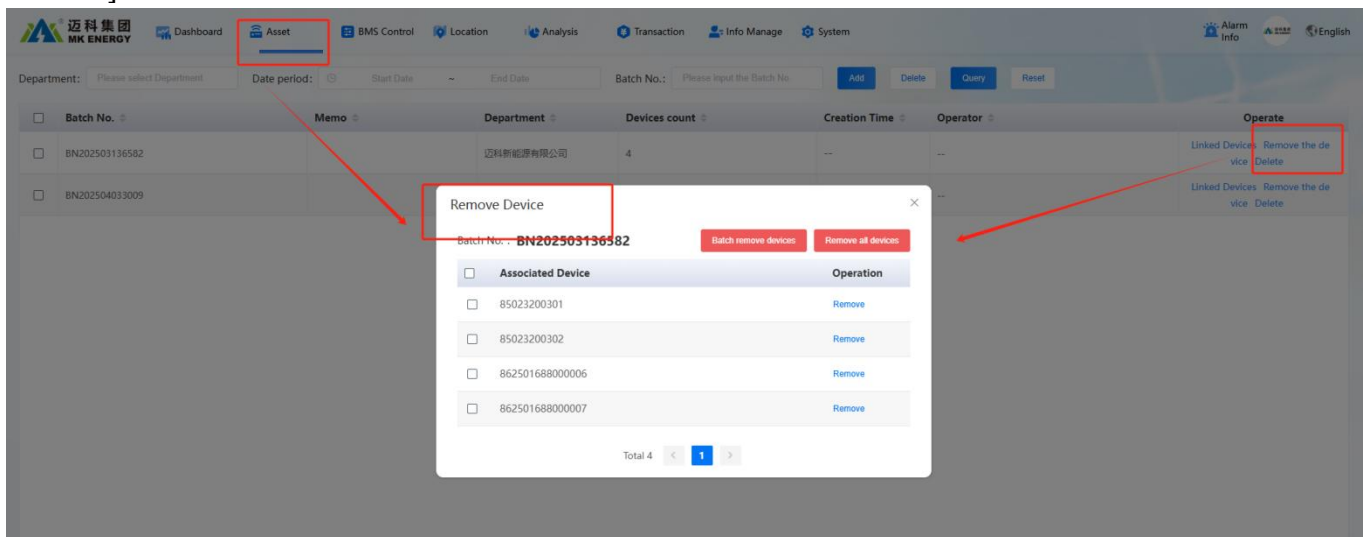 ]
迈科集团
MK ENERGY
Dashboard Asset BMS Control Location Analysis Transaction Info Manage System Alarm Info English
Department: Please select Department Date period: Start Date ~ End Date Batch No.: Please input the Batch No. Add Delete Query Reset
Batch No. Memo Department Devices count Creation Time Operator Operate
BN202503136582 迈科新能源有限公司 4 -- -- Linked Devices Remove the de
vice Delete
BN202504033009 -- Linked Devices Remove the de
vice Delete
Remove Device ×
Batch No. : BN202503136582 Batch remove devices Remove all devices
Associated Device Operation
85023200301 Remove
85023200302 Remove
862501688000006 Remove
862501688000007 Remove
Total 4 < 1 >